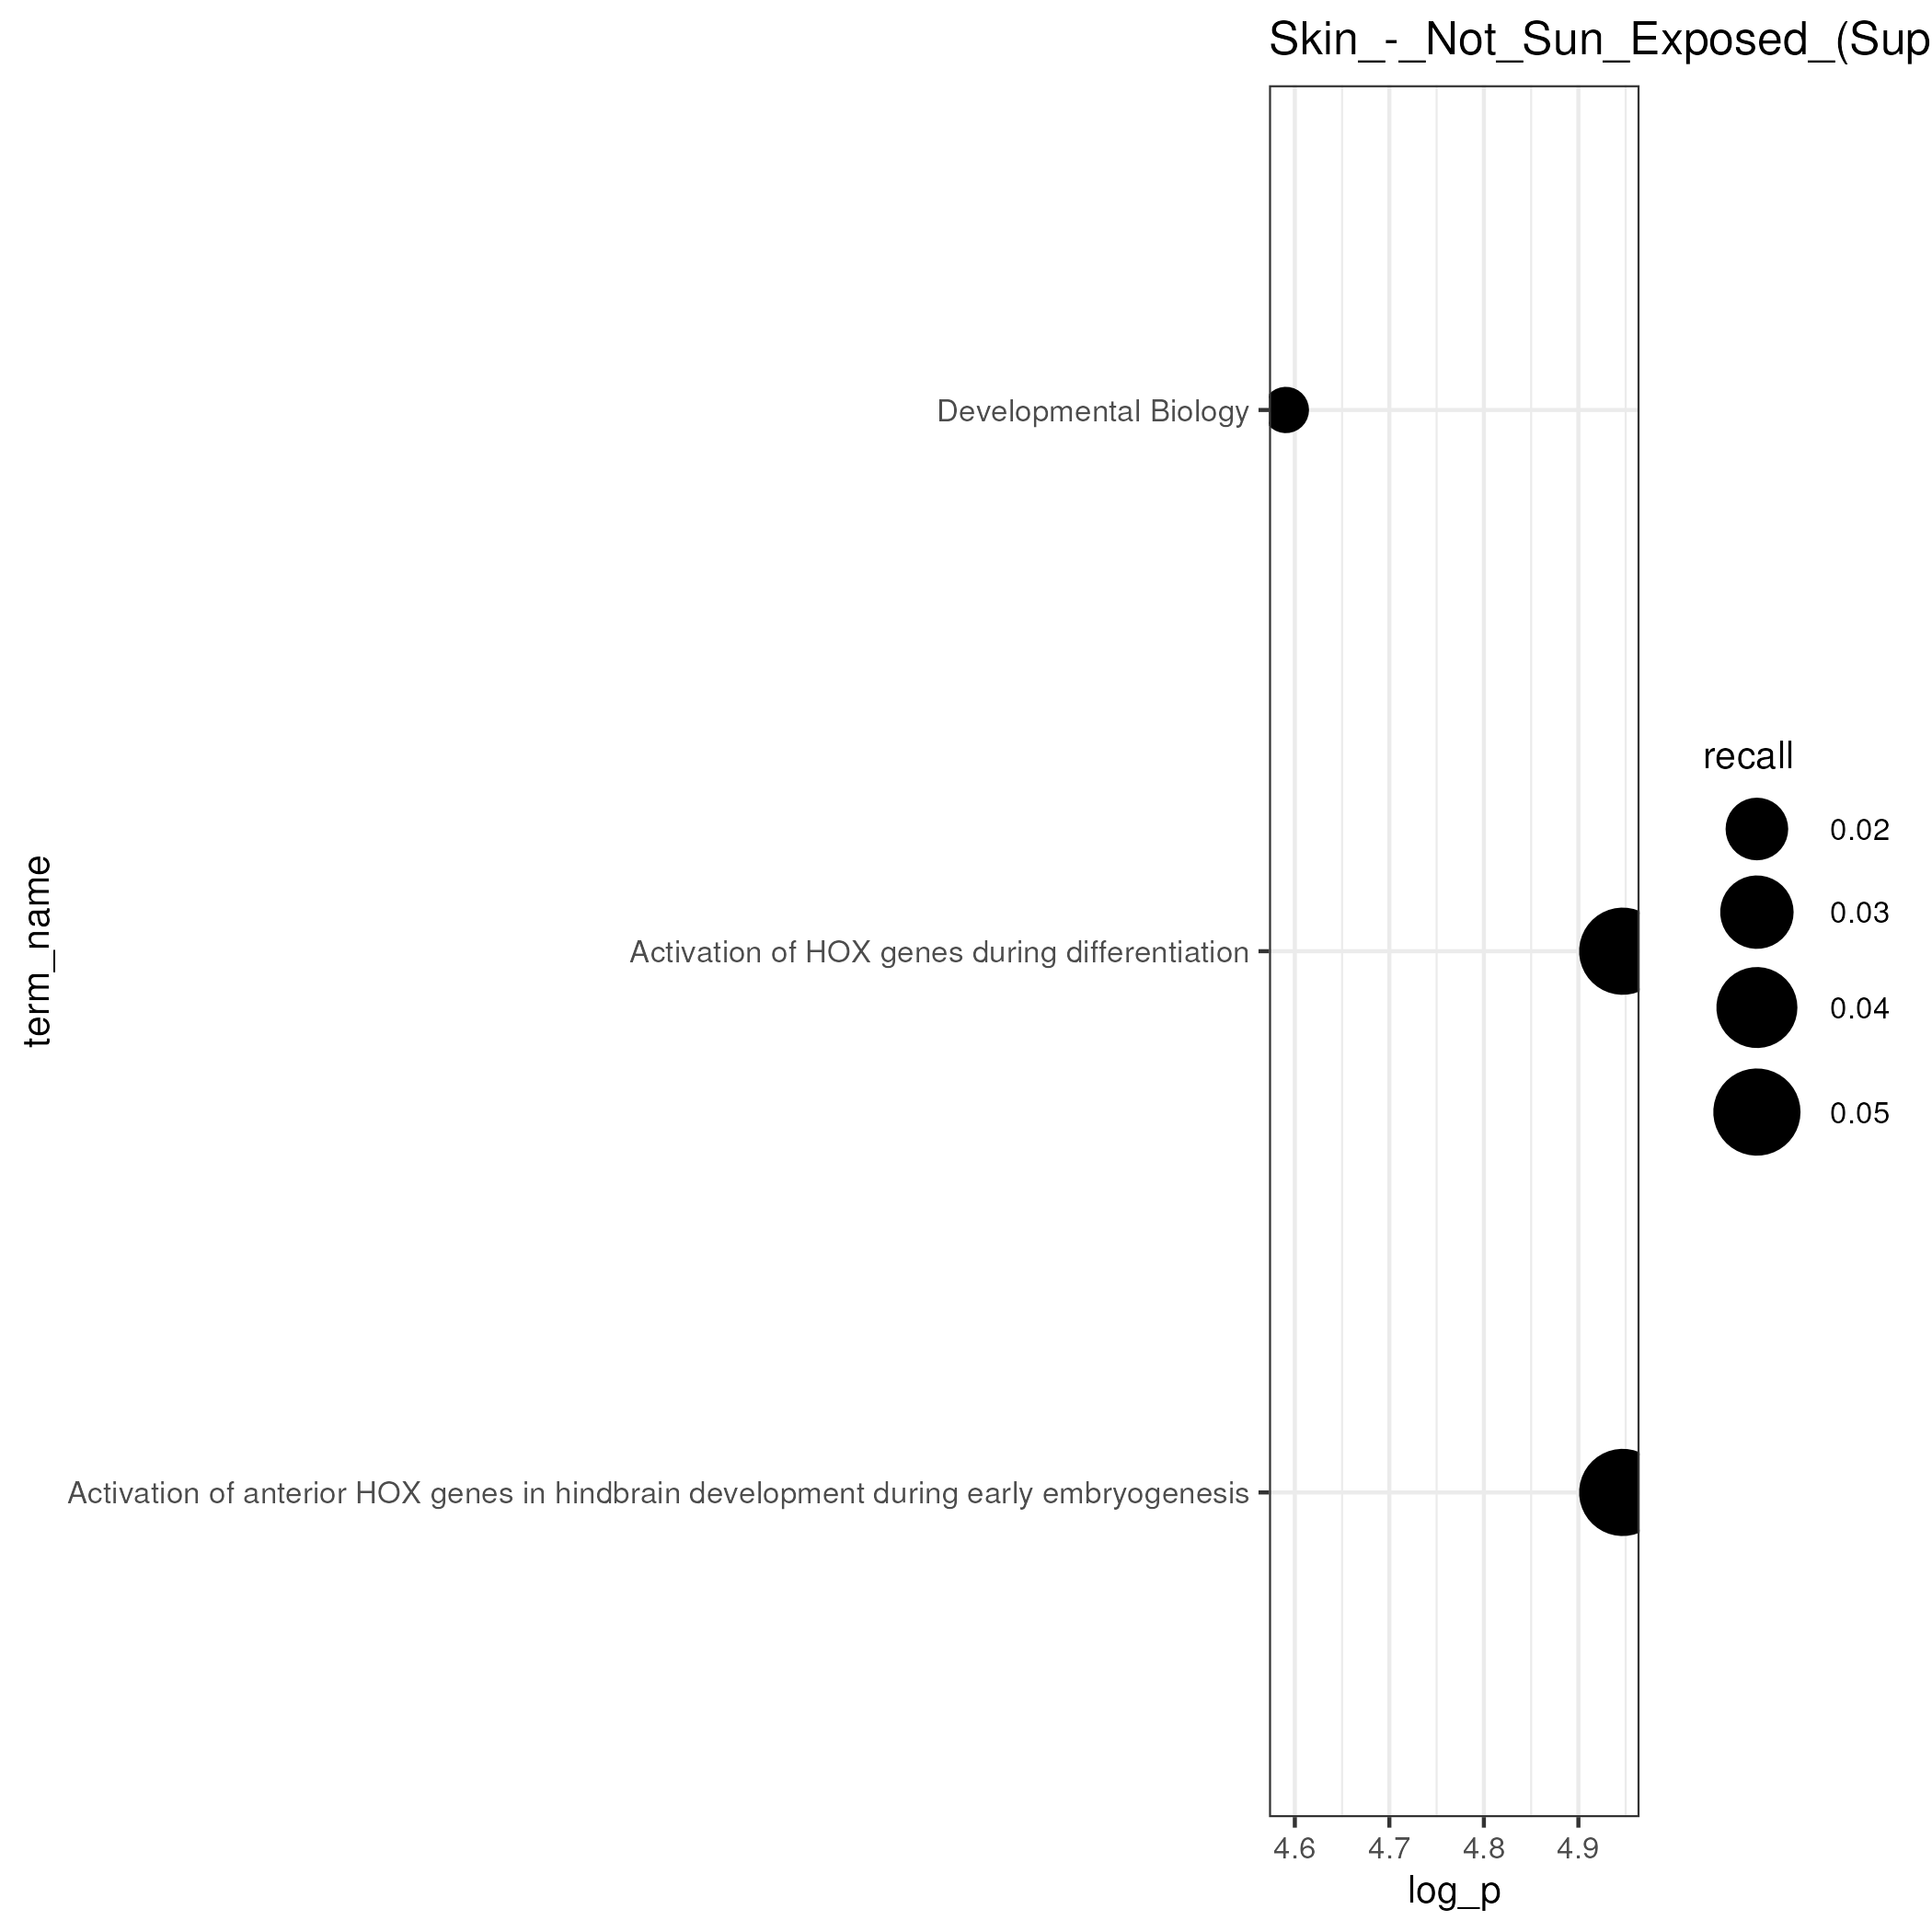 Skin_-_Not_Sun_Exposed_(Sup
Developmental Biology
Activation of HOX genes during differentiation
Activation of anterior HOX genes in hindbrain development during early embryogenesis
term_name
4.6 4.7 4.8 4.9
log_p
recall
0.02
0.03
0.04
0.05